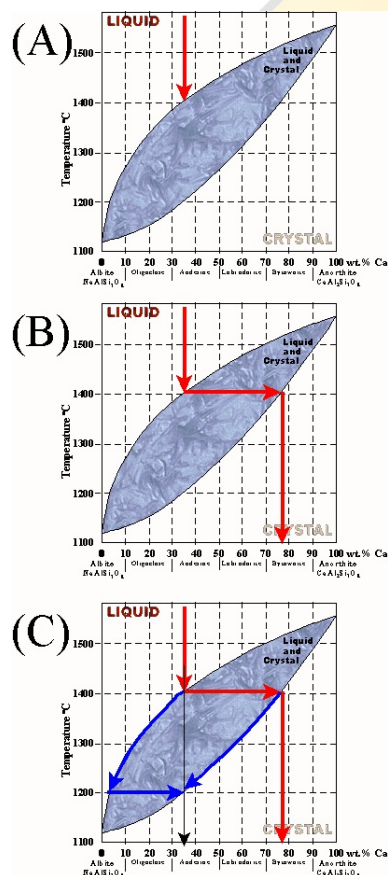 (A)
LIQUID
1500
1400
1300
1200
1100
Temperature °C
Liquid
and
Crystal
CRYSTAL
0 10 20 30 40 50 60 70 80 90 100 wt.% Ca
Albite Oligoclase Andesine Labradorite Bytownite Anorthite
(B)
LIQUID
1500
1400
1300
1200
1100
Temperature °C
Liquid
and
Crystal
CRYSTAL
0 10 20 30 40 50 60 70 80 90 100 wt.% Ca
Albite Oligoclase Andesine Labradorite Bytownite Anorthite
(C)
LIQUID
1500
1400
1300
1200
1100
Temperature °C
Liquid
and
Crystal
CRYSTAL
0 10 20 30 40 50 60 70 80 90 100 wt.% Ca
Albite Oligoclase Andesine Labradorite Bytownite Anorthite